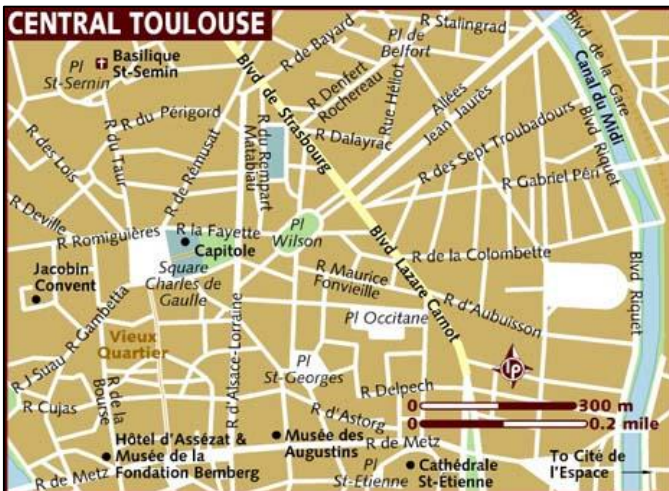 CENTRAL TOULOUSE
R Stalingrad
Blvd de la Gare
Canal du Midi
R de Bayard
Pl de
Belfort
Basilique
St-Sernin
Pl
St-Sernin
R Denfert
Rochereau
Rue Héliot
Allées
Jean Jaurès
Blvd de Strasbourg
R du Périgord
R du Taur
R des Lois
R de Rémusat
R du Rempart
Matabiau
R Dalayrac
R des Sept Troubadours
R Gabriel Péri
Blvd Riquet
R Deville
R Romiguières
R la Fayette
Capitole
Pl
Wilson
Blvd Lazare Carnot
R de la Colombette
Square
Charles de
Gaulle
Jacobin
Convent
R Gambetta
R Maurice
Fonvieille
R d'Aubuisson
Blvd Riquet
Pl Occitane
Vieux
Quartier
R d'Alsace-Lorraine
Pl
St-Georges
LP
R J Suau
R Cujas
R de la
Bourse
R Delpech
0 300 m
0 0.2 mile
R d'Astorg
Hôtel d'Assézat &
Musée de la
Fondation Bemberg
Musée des
Augustins
R de Metz
R de Metz
Pl
St-Etienne
Cathédrale
St-Etienne
To Cité de
l'Espace